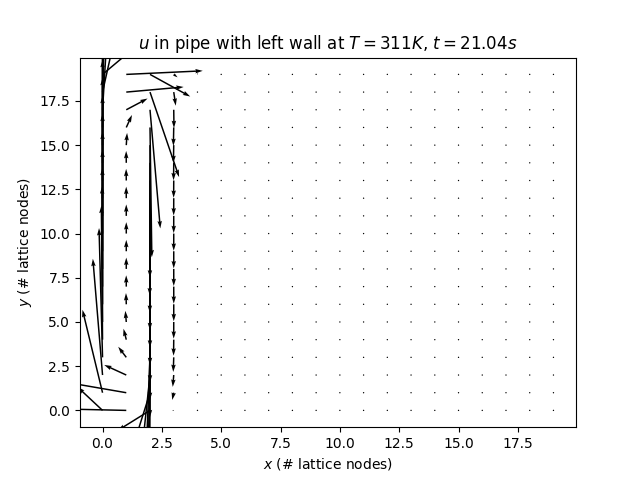 u in pipe with left wall at T = 311K, t = 21.04s
17.5
15.0
12.5
10.0
7.5
5.0
2.5
0.0
y (# lattice nodes)
0.0 2.5 5.0 7.5 10.0 12.5 15.0 17.5
x (# lattice nodes)